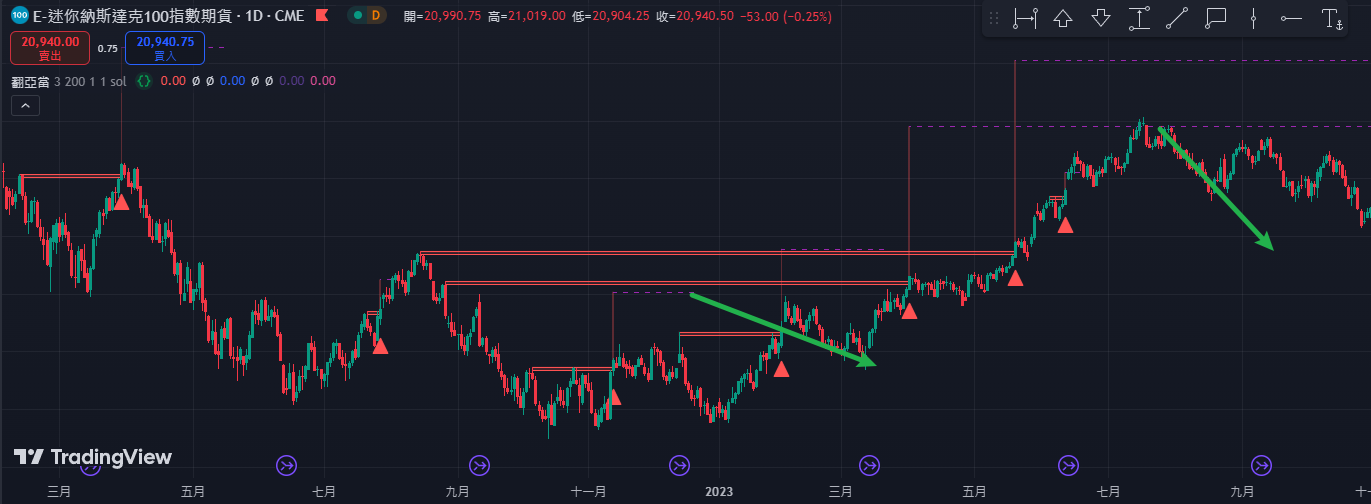 100 E-迷你納斯達克100指數期貨 · 1D · CME D 開=20,990.75 高=21,019.00 低=20,904.25 收=20,940.50 −53.00 (−0.25%)
20,940.00 賣出 0.75 20,940.75 買入
翻亞當 3 200 1 1 sol {} 0.00 ø ø 0.00 ø ø 0.00 0.00
TradingView
三月 五月 七月 九月 十一月 2023 三月 五月 七月 九月 十一